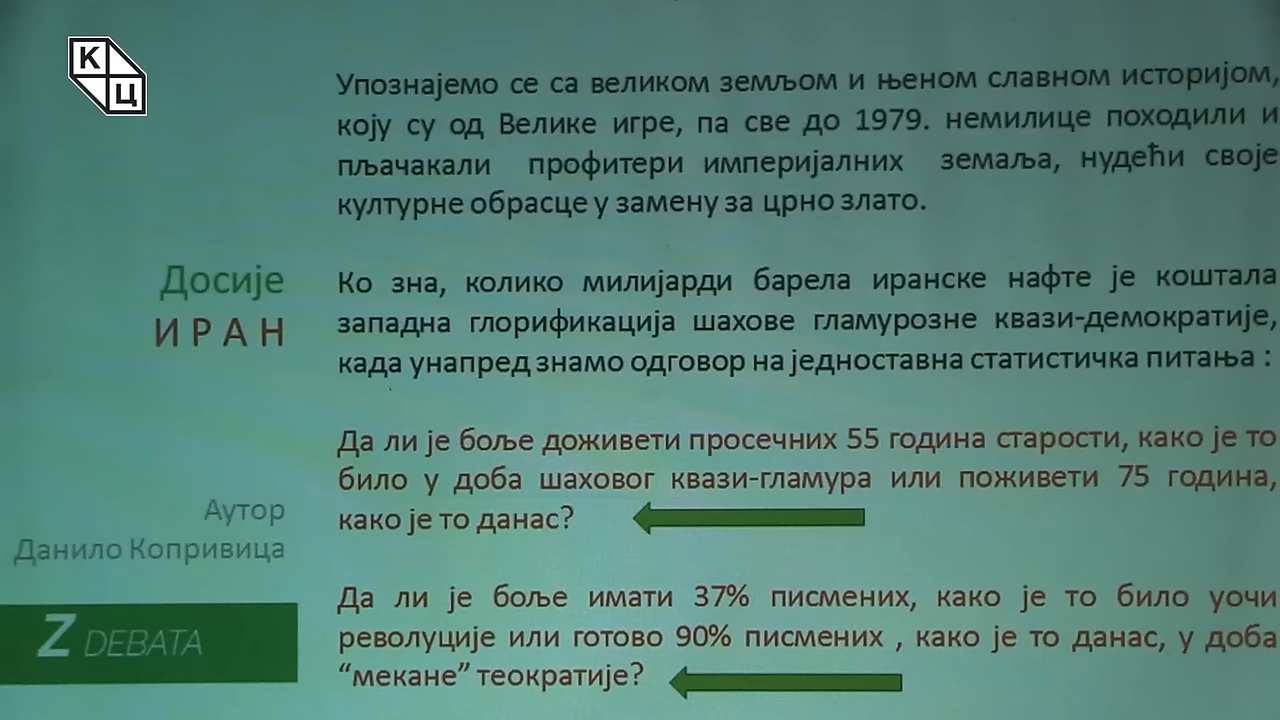 К
Ц
Упознајемо се са великом земљом и њеном славном историјом,
коју су од Велике игре, па све до 1979. немилице походили и
пљачакали профитери империјалних земаља, нудећи своје
културне обрасце у замену за црно злато.
Досије
ИРАН
Ко зна, колико милијарди барела иранске нафте је коштала
западна глорификација шахове гламурозне квази-демократије,
када унапред знамо одговор на једноставна статистичка питања :
Да ли је боље доживети просечних 55 година старости, како је то
било у доба шаховог квази-гламура или поживети 75 година,
како је то данас?
Аутор
Данило Копривица
Да ли је боље имати 37% писмених, како је то било уочи
револуције или готово 90% писмених , како је то данас, у доба
“мекане” теократије?
Z DEBATA